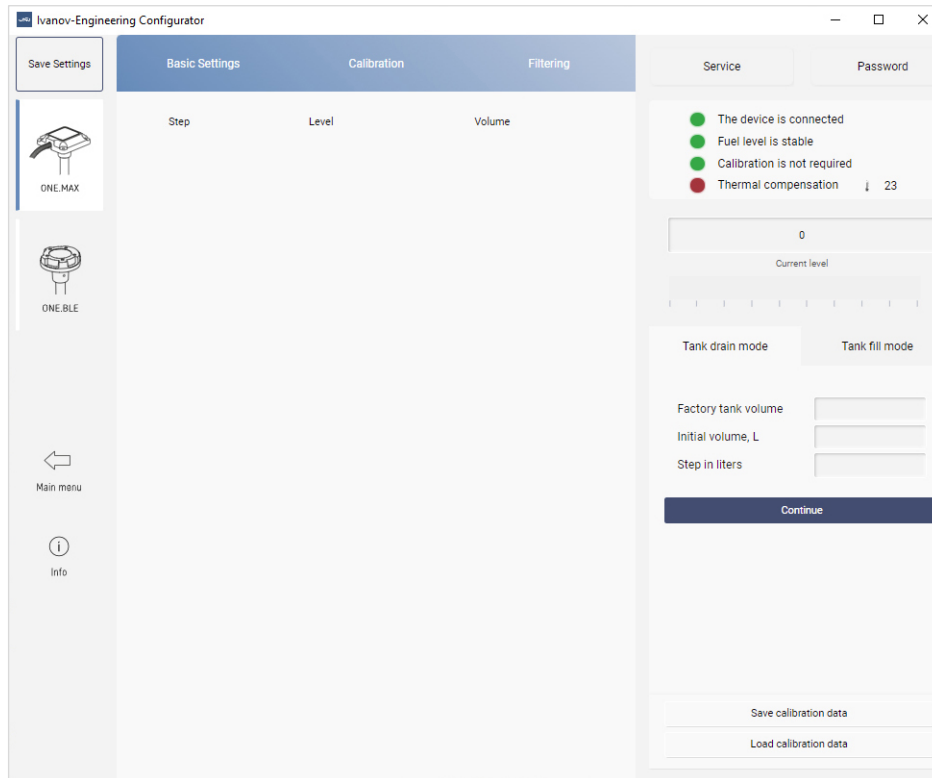 Ivanov-Engineering Configurator
Save Settings
ONE.MAX
ONE.BLE
Main menu
Info
Basic Settings Calibration Filtering
Step Level Volume
Service Password
The device is connected
Fuel level is stable
Calibration is not required
Thermal compensation 23
0
Current level
Tank drain mode Tank fill mode
Factory tank volume
Initial volume, L
Step in liters
Continue
Save calibration data
Load calibration data